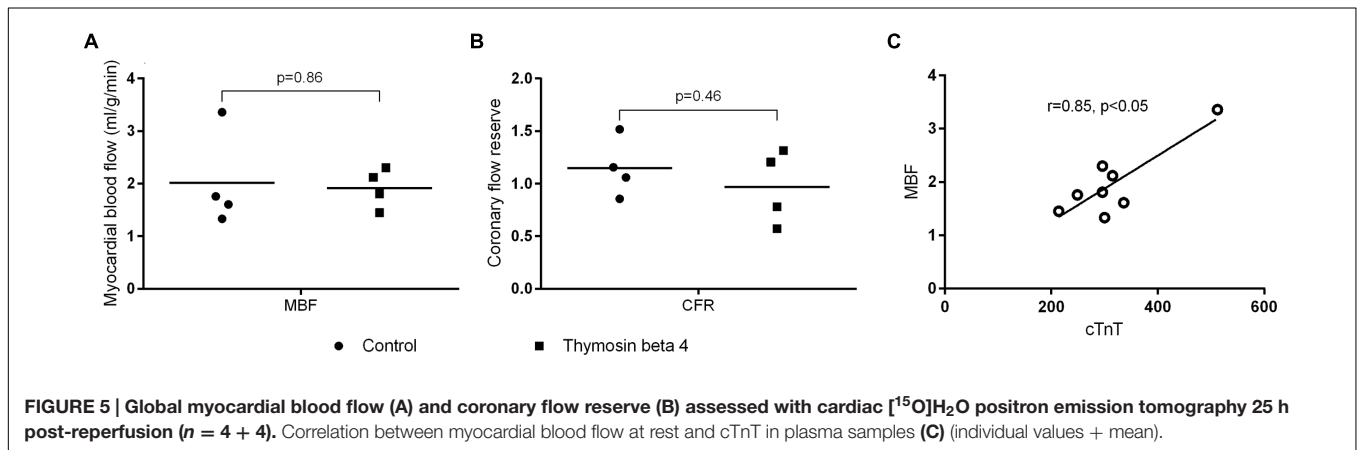 A
Myocardial blood flow (ml/g/min)
4
3
2
1
0
p=0.86
MBF
B
Coronary flow reserve
2.0
1.5
1.0
0.5
0.0
p=0.46
CFR
C
MBF
4
3
2
1
0
r=0.85, p<0.05
0 200 400 600
cTnT
Control
Thymosin beta 4
FIGURE 5 | Global myocardial blood flow (A) and coronary flow reserve (B) assessed with cardiac [¹⁵O]H₂O positron emission tomography 25 h
post-reperfusion (n = 4 + 4). Correlation between myocardial blood flow at rest and cTnT in plasma samples (C) (individual values + mean).